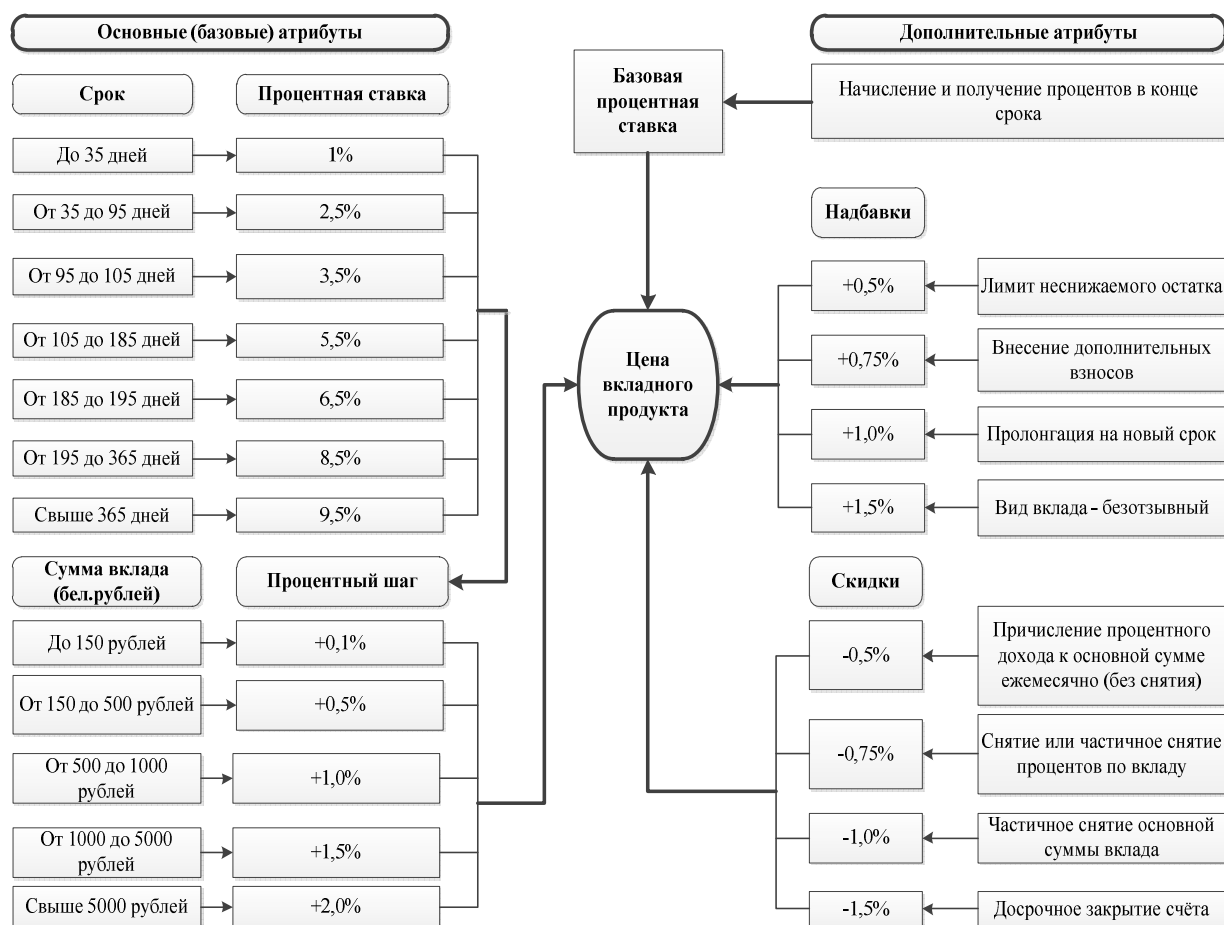 Основные (базовые) атрибуты
Срок
Процентная ставка
До 35 дней
1%
От 35 до 95 дней
2,5%
От 95 до 105 дней
3,5%
От 105 до 185 дней
5,5%
От 185 до 195 дней
6,5%
От 195 до 365 дней
8,5%
Свыше 365 дней
9,5%
Сумма вклада
(бел.рублей)
Процентный шаг
До 150 рублей
+0,1%
От 150 до 500 рублей
+0,5%
От 500 до 1000
рублей
+1,0%
От 1000 до 5000
рублей
+1,5%
Свыше 5000 рублей
+2,0%
Базовая
процентная
ставка
Цена
вкладного
продукта
Дополнительные атрибуты
Начисление и получение процентов в конце
срока
Надбавки
+0,5%
Лимит неснижаемого остатка
+0,75%
Внесение дополнительных
взносов
+1,0%
Пролонгация на новый срок
+1,5%
Вид вклада – безотзывный
Скидки
-0,5%
Причисление процентного
дохода к основной сумме
ежемесячно (без снятия)
-0,75%
Снятие или частичное снятие
процентов по вкладу
-1,0%
Частичное снятие основной
суммы вклада
-1,5%
Досрочное закрытие счёта